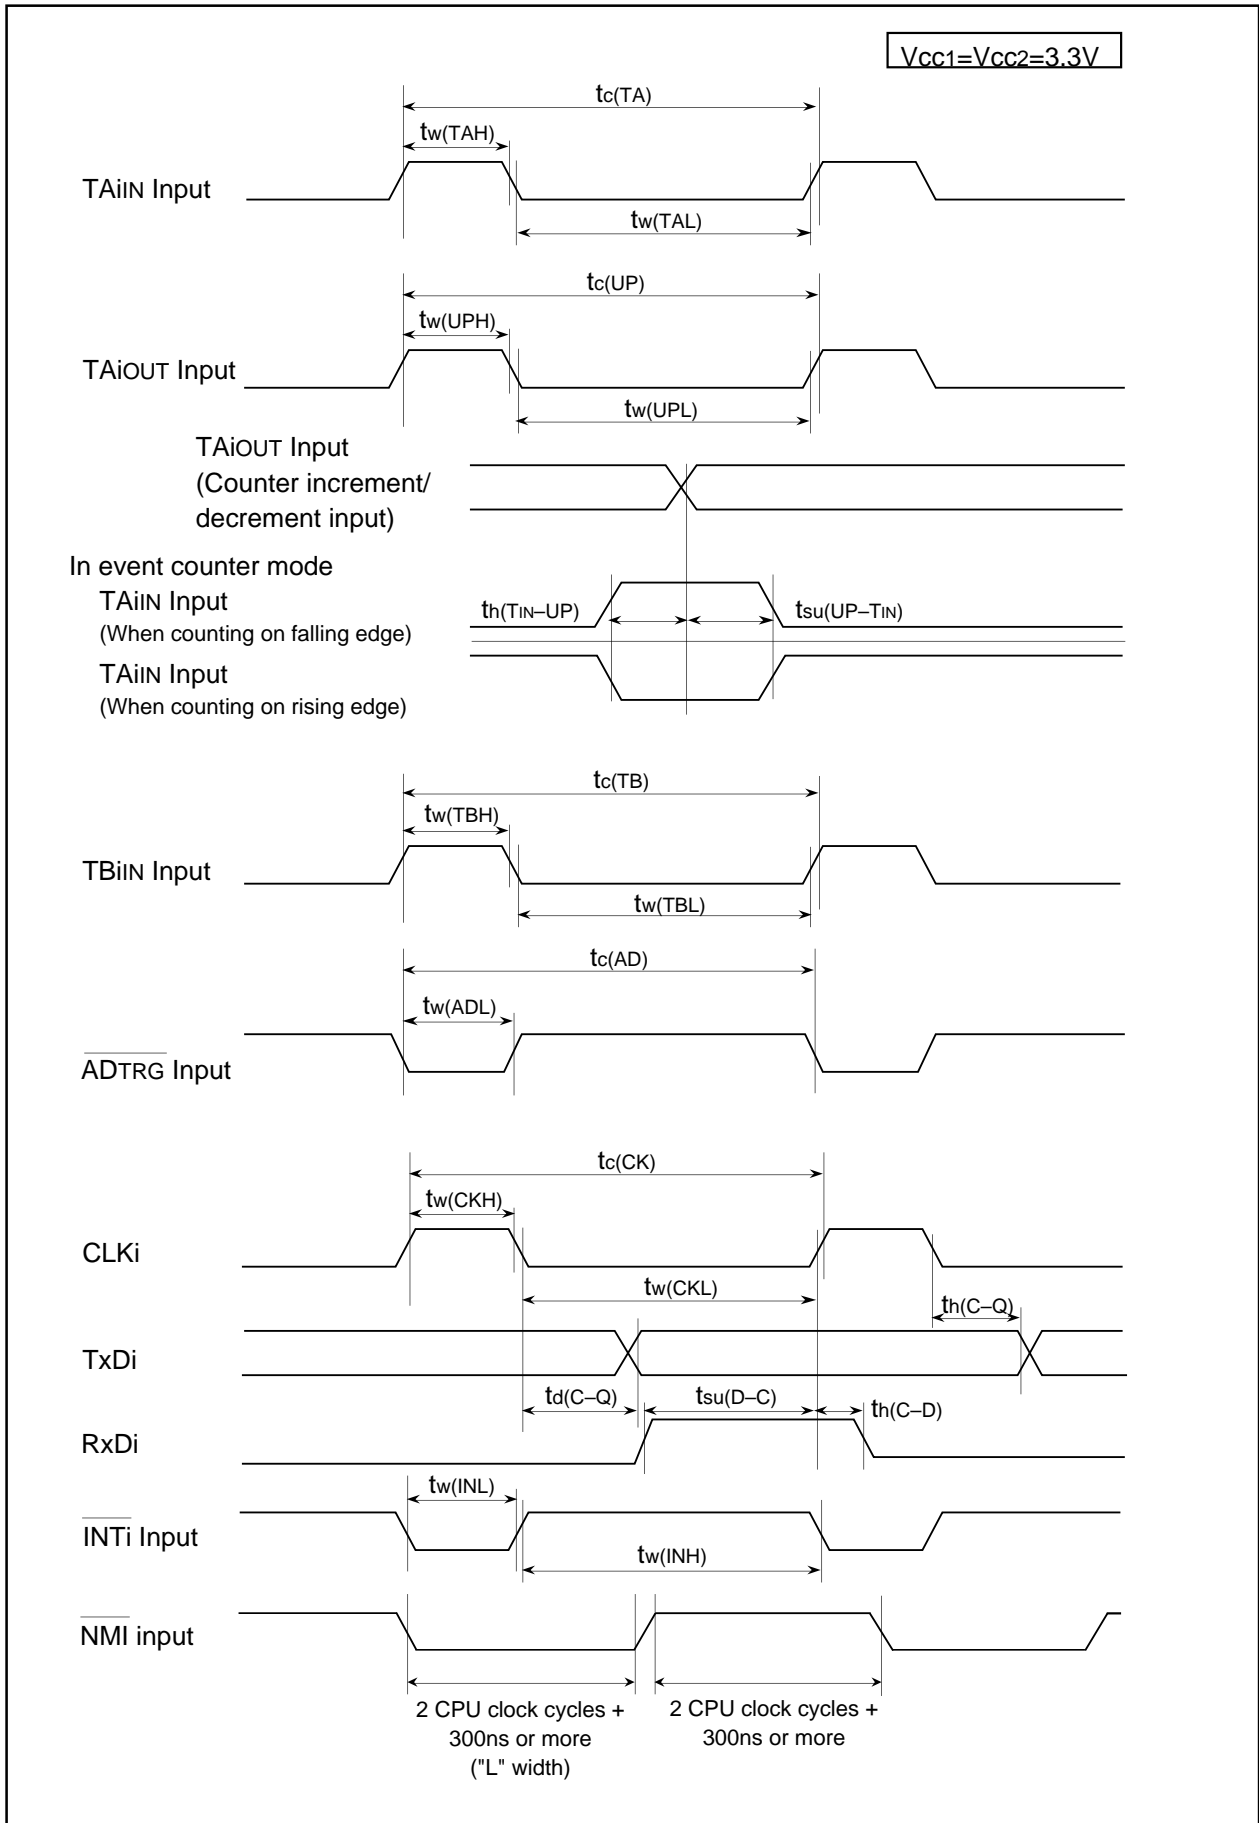 Vcc1=Vcc2=3.3V
tc(TA)
tw(TAH)
TAiIN Input
tw(TAL)
tc(UP)
tw(UPH)
TAiOUT Input
tw(UPL)
TAiOUT Input
(Counter increment/
decrement input)
In event counter mode
TAiIN Input
(When counting on falling edge)
th(TIN–UP)
tsu(UP–TIN)
TAiIN Input
(When counting on rising edge)
tc(TB)
tw(TBH)
TBiIN Input
tw(TBL)
tc(AD)
tw(ADL)
ADTRG Input
tc(CK)
tw(CKH)
CLKi
tw(CKL)
th(C–Q)
TxDi
td(C–Q)
tsu(D–C)
th(C–D)
RxDi
tw(INL)
INTi Input
tw(INH)
NMI input
2 CPU clock cycles +
300ns or more
("L" width)
2 CPU clock cycles +
300ns or more